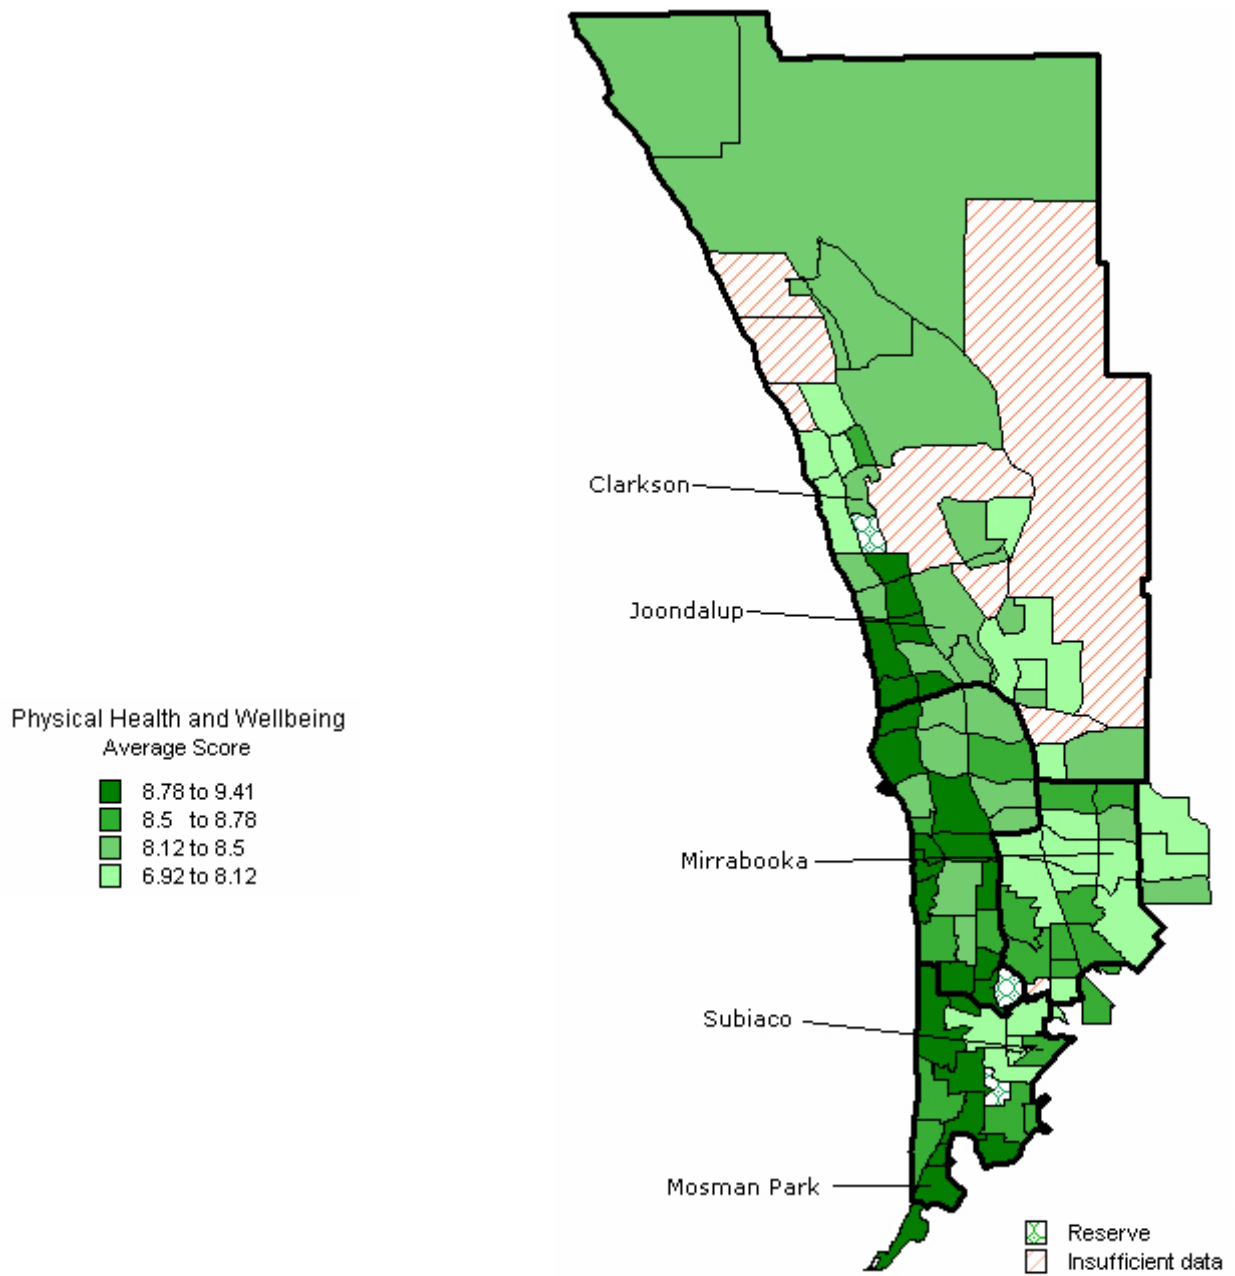 Clarkson
Joondalup
Physical Health and Wellbeing
Average Score
8.78 to 9.41
8.5 to 8.78
8.12 to 8.5
6.92 to 8.12
Mirrabooka
Subiaco
Mosman Park
Reserve
Insufficient data